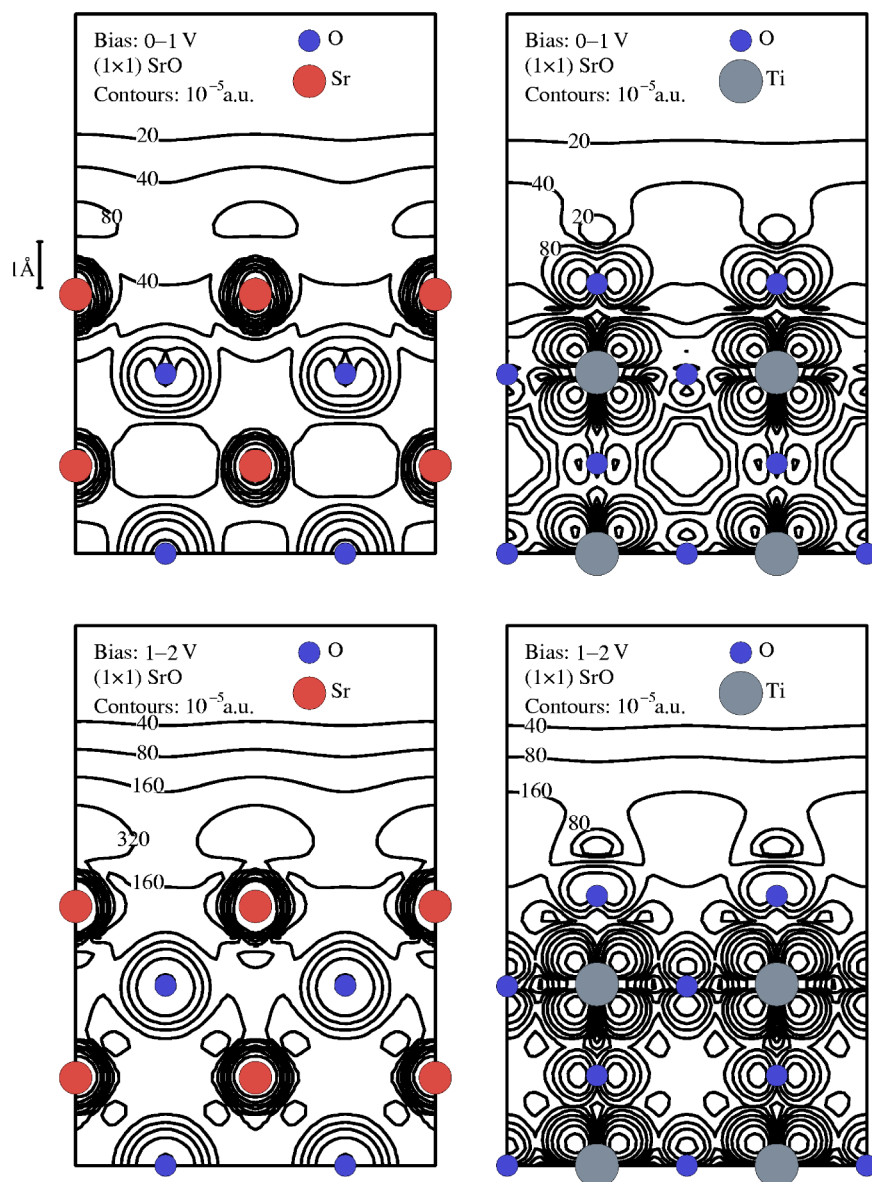 Bias: 0–1 V
O
(1×1) SrO
Sr
Contours: 10⁻⁵a.u.
20
40
80
40
1Å
Bias: 0–1 V
O
(1×1) SrO
Ti
Contours: 10⁻⁵a.u.
20
40
20
80
Bias: 1–2 V
O
(1×1) SrO
Sr
Contours: 10⁻⁵a.u.
40
80
160
320
160
Bias: 1–2 V
O
(1×1) SrO
Ti
Contours: 10⁻⁵a.u.
40
80
160
80